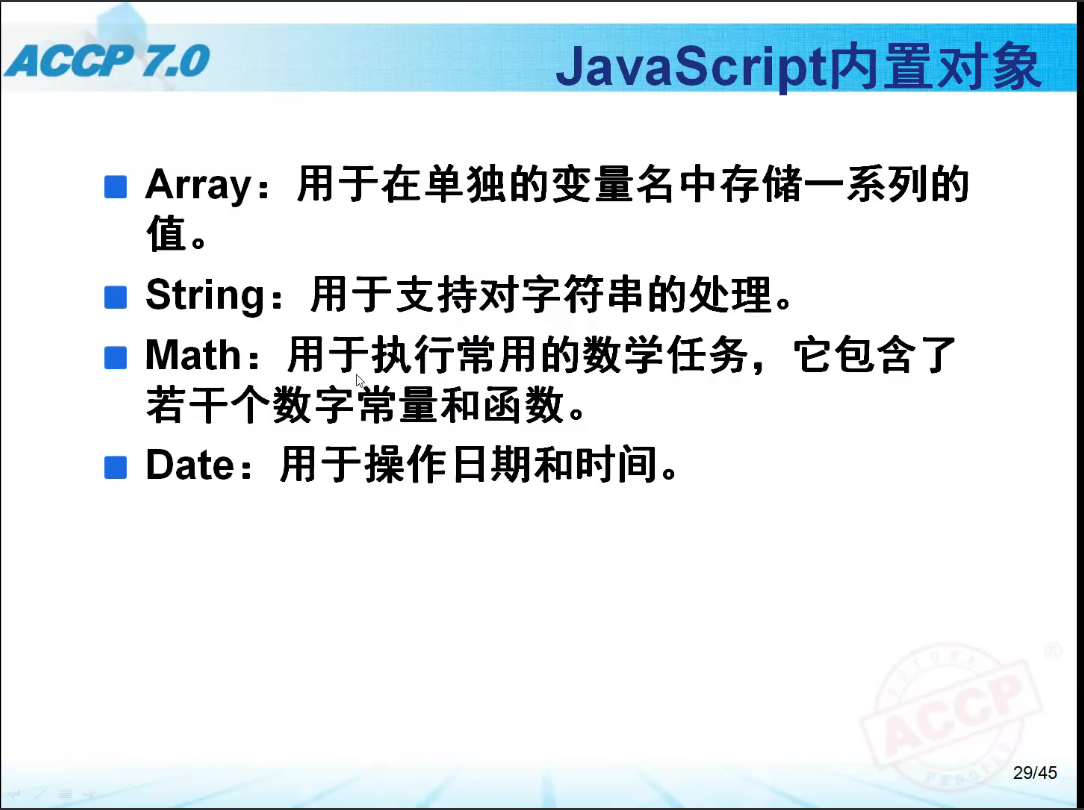 ACCP 7.0
JavaScript内置对象
Array：用于在单独的变量名中存储一系列的
值。
String：用于支持对字符串的处理。
Math：用于执行常用的数学任务，它包含了
若干个数字常量和函数。
Date：用于操作日期和时间。
FUTURE
®
ACCP
29/45